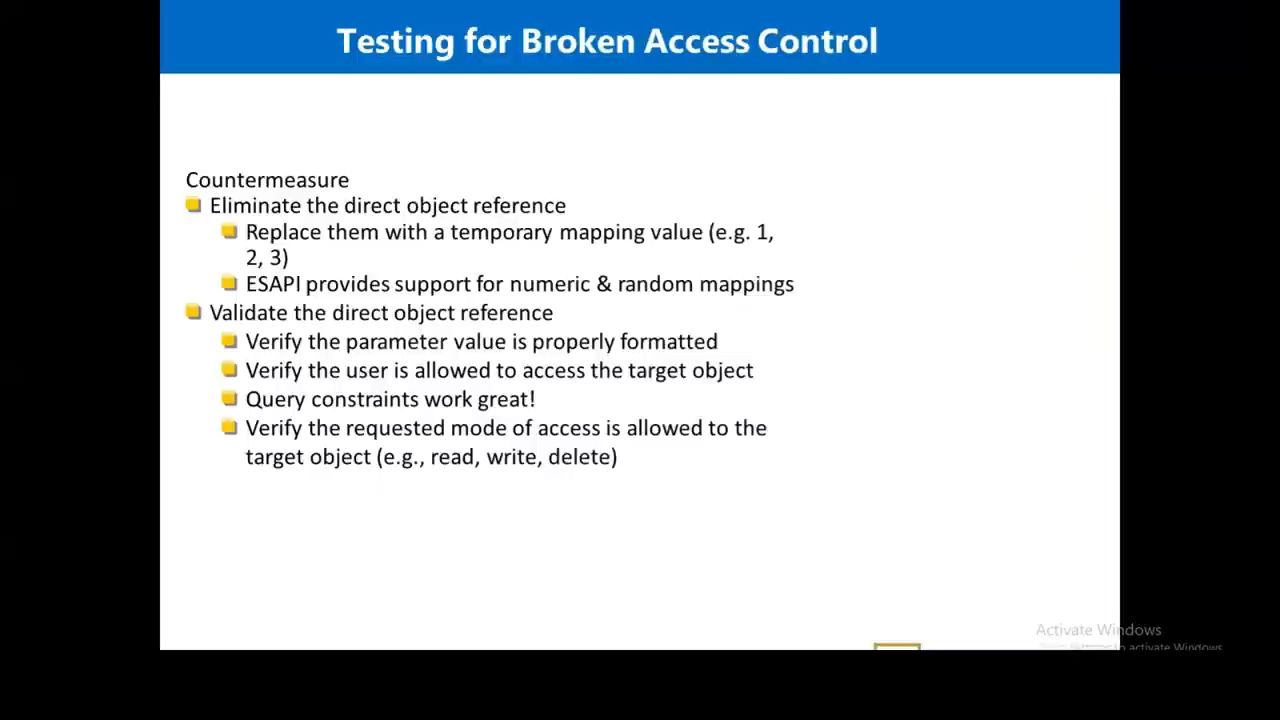 Testing for Broken Access Control
Countermeasure
Eliminate the direct object reference
Replace them with a temporary mapping value (e.g. 1,
2, 3)
ESAPI provides support for numeric & random mappings
Validate the direct object reference
Verify the parameter value is properly formatted
Verify the user is allowed to access the target object
Query constraints work great!
Verify the requested mode of access is allowed to the
target object (e.g., read, write, delete)
Activate Windows
to activate Windows